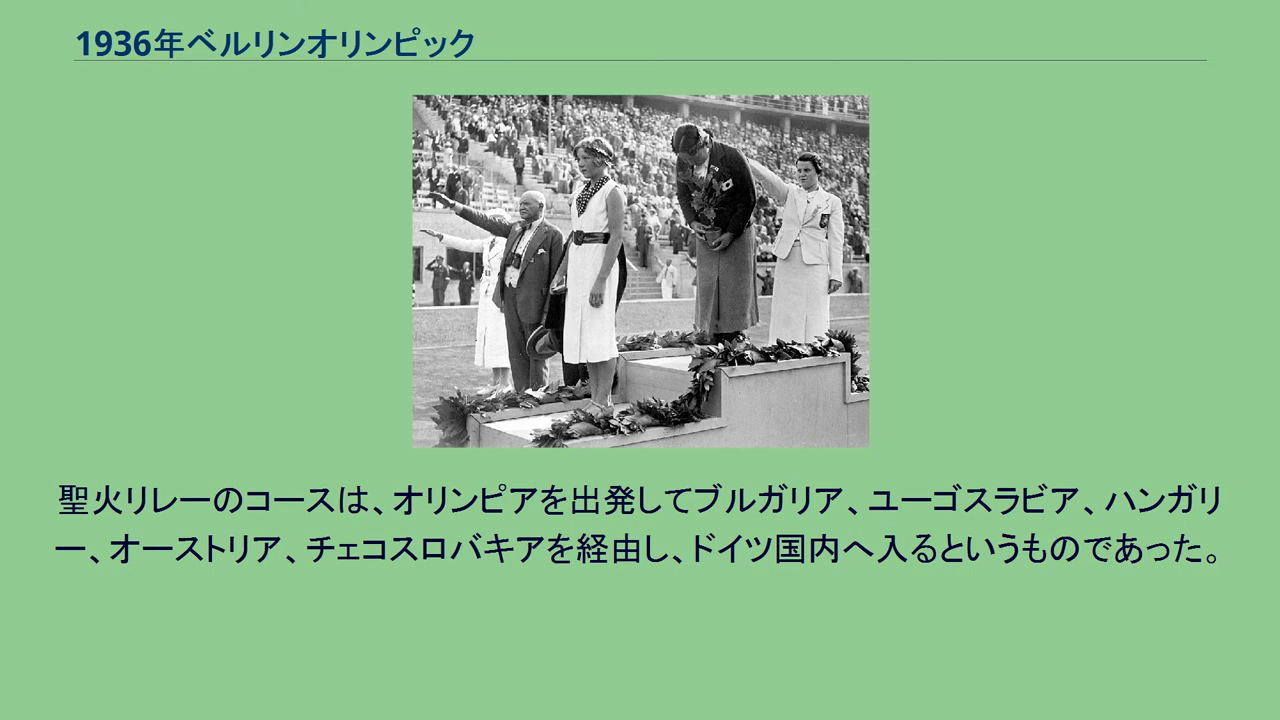 1936年ベルリンオリンピック
聖火リレーのコースは、オリンピアを出発してブルガリア、ユーゴスラビア、ハンガリ
ー、オーストリア、チェコスロバキアを経由し、ドイツ国内へ入るというものであった。